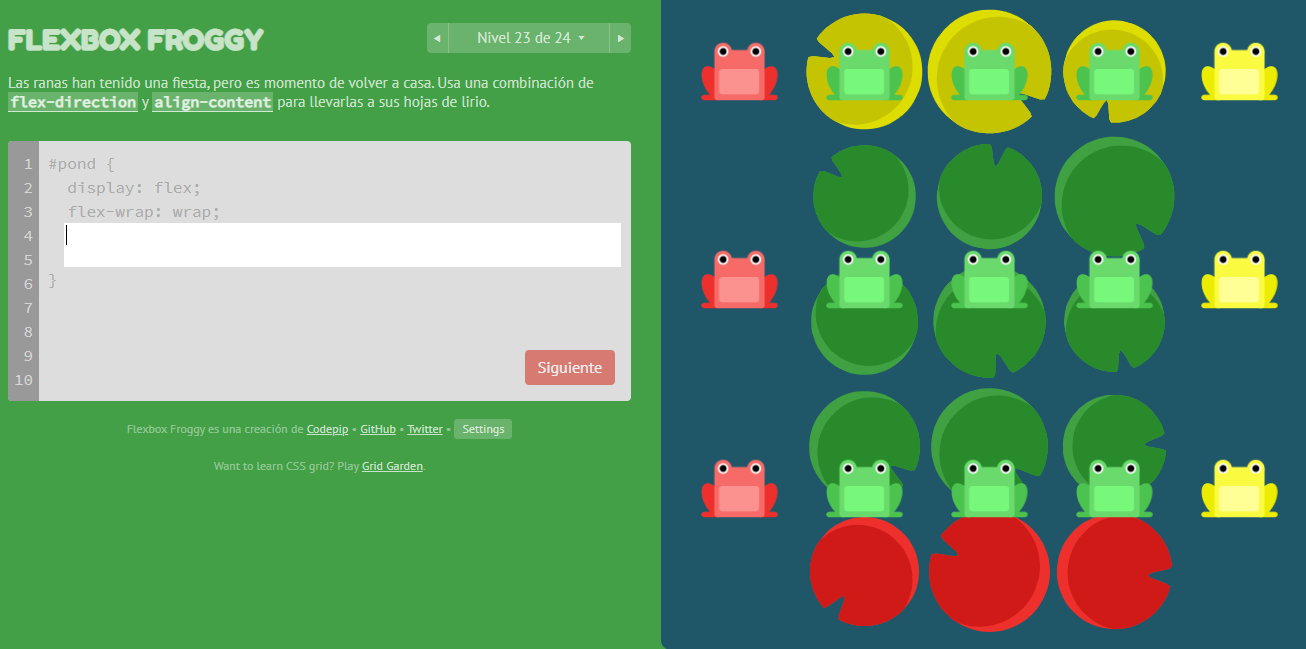 FLEXBOX FROGGY
◄ Nivel 23 de 24 ▾ ►
Las ranas han tenido una fiesta, pero es momento de volver a casa. Usa una combinación de
flex-direction y align-content para llevarlas a sus hojas de lirio.
1 #pond {
2 display: flex;
3 flex-wrap: wrap;
4
5
6 }
7
8
9
10
Siguiente
Flexbox Froggy es una creación de Codepip • GitHub • Twitter • Settings
Want to learn CSS grid? Play Grid Garden.